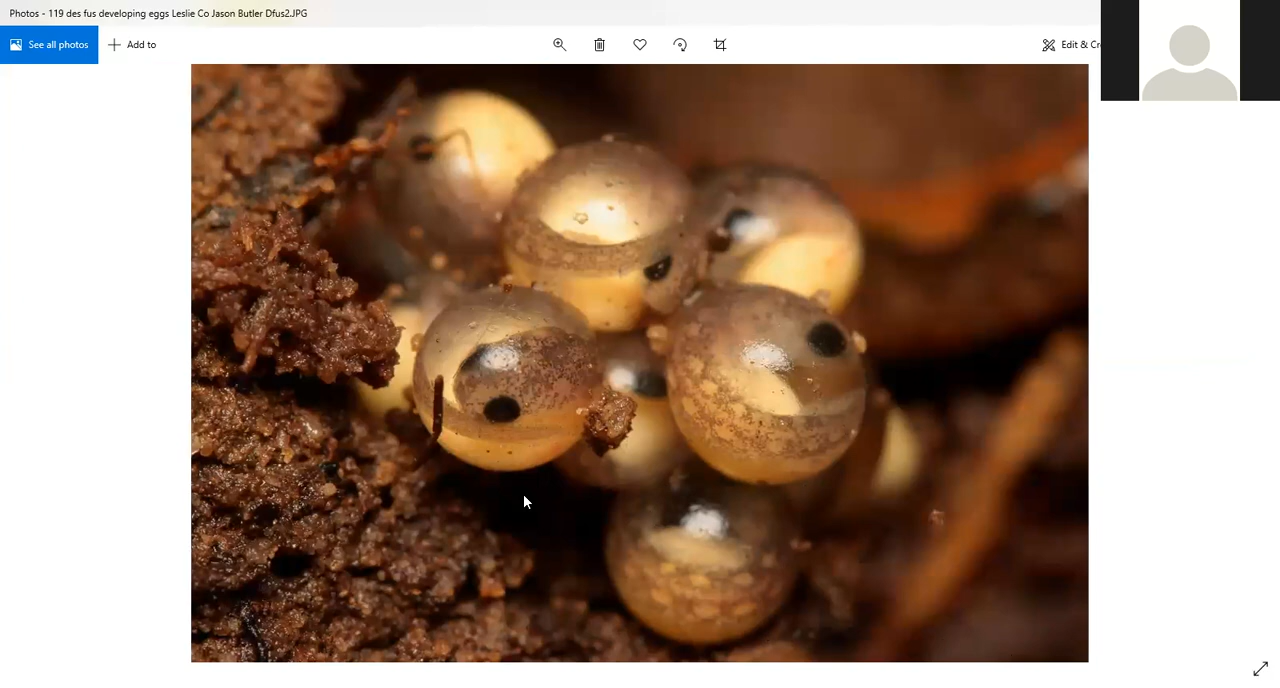 Photos - 119 des fus developing eggs Leslie Co Jason Butler Dfus2.JPG
See all photos
Add to
Edit & Cr